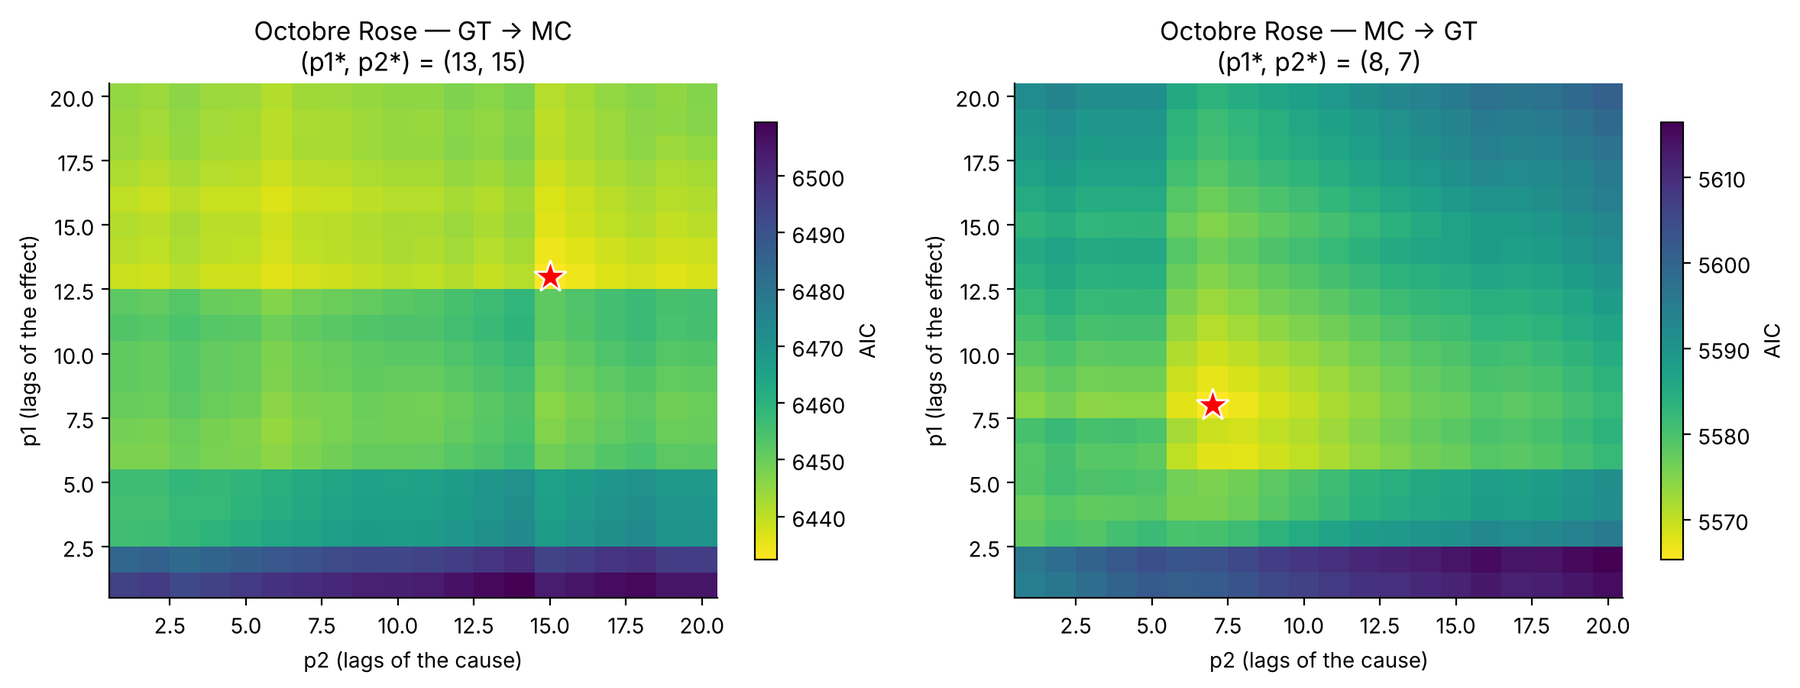 Octobre Rose — GT → MC
(p1*, p2*) = (13, 15)
20.0
17.5
15.0
12.5
10.0
7.5
5.0
2.5
p1 (lags of the effect)
2.5 5.0 7.5 10.0 12.5 15.0 17.5 20.0
p2 (lags of the cause)
6500
6490
6480
6470
6460
6450
6440
AIC
Octobre Rose — MC → GT
(p1*, p2*) = (8, 7)
20.0
17.5
15.0
12.5
10.0
7.5
5.0
2.5
p1 (lags of the effect)
2.5 5.0 7.5 10.0 12.5 15.0 17.5 20.0
p2 (lags of the cause)
5610
5600
5590
5580
5570
AIC